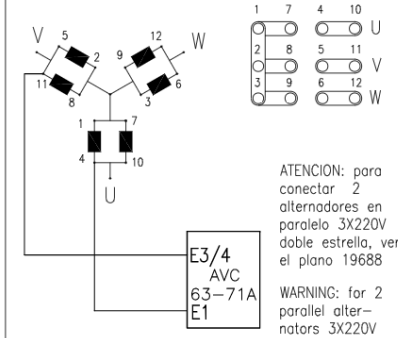 1 7 4 10
U
2 8 5 11
V
3 9 6 12
W
V 5 2 11 8
W 12 9 6 3
1 7
4 10
U
E3/4
AVC
63-71A
E1
ATENCION: para
conectar 2
alternadores en
paralelo 3X220V
doble estrella, ver
el plano 19688
WARNING: for 2
parallel alter-
nators 3X220V